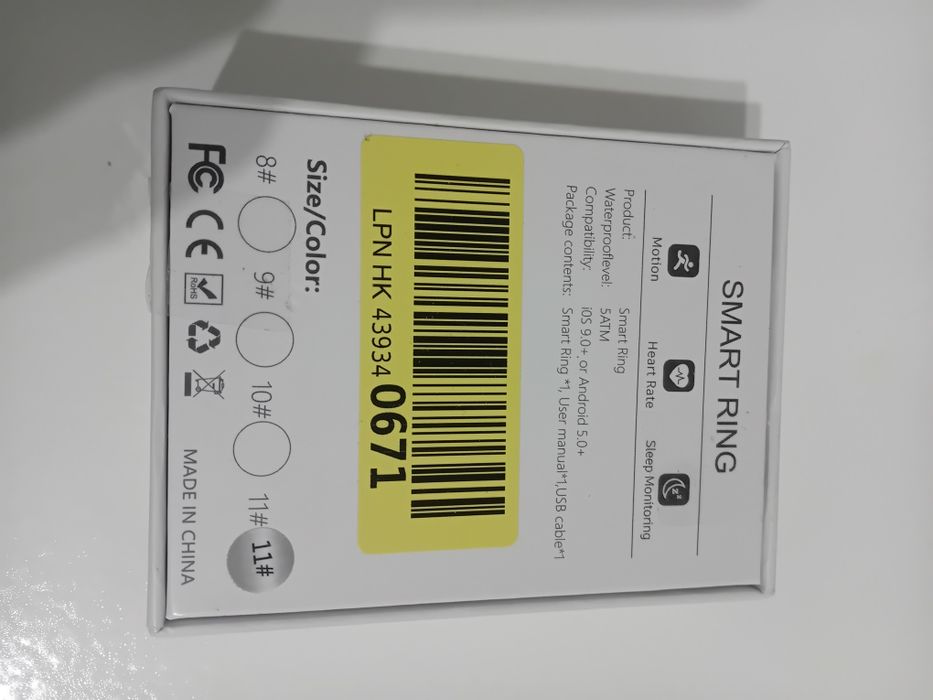 SMART RING
Motion Heart Rate Sleep Monitoring
Product: Smart Ring
Waterprooflevel: 5ATM
Compatibility: iOS 9.0+ or Android 5.0+
Package contents: Smart Ring *1, User manual*1,USB cable*1
LPN HK 43934 0671
Size/Color:
8# 9# 10# 11# 11#
FC CE RoHS MADE IN CHINA